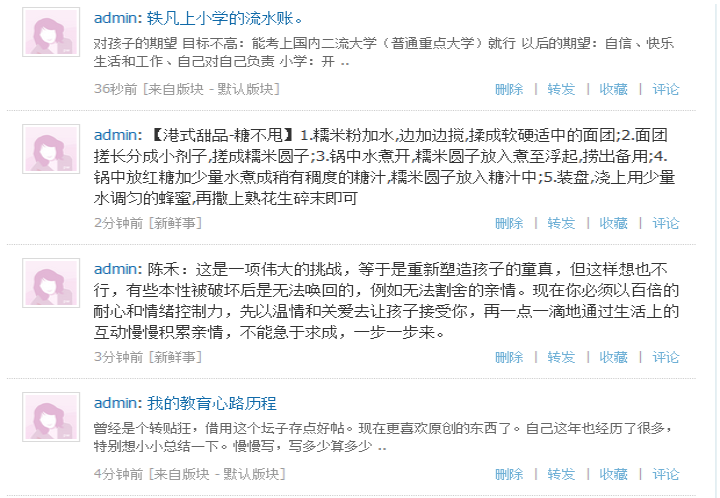 admin: 轶凡上小学的流水账。
对孩子的期望 目标不高：能考上国内二流大学（普通重点大学）就行 以后的期望：自信、快乐
生活和工作、自己对自己负责 小学：开 ..
36秒前 [来自版块 - 默认版块] 删除 | 转发 | 收藏 | 评论
admin: 【港式甜品-糖不甩】1.糯米粉加水,边加边搅,揉成软硬适中的面团;2.面团
搓长分成小剂子,搓成糯米圆子;3.锅中水煮开,糯米圆子放入煮至浮起,捞出备用;4.
锅中放红糖加少量水煮成稍有稠度的糖汁,糯米圆子放入糖汁中;5.装盘,浇上用少量
水调匀的蜂蜜,再撒上熟花生碎末即可
2分钟前 [新鲜事] 删除 | 转发 | 收藏 | 评论
admin: 陈禾：这是一项伟大的挑战，等于是重新塑造孩子的童真，但这样想也不
行，有些本性被破坏后是无法唤回的，例如无法割舍的亲情。现在你必须以百倍的
耐心和情绪控制力，先以温情和关爱去让孩子接受你，再一点一滴地通过生活上的
互动慢慢积累亲情，不能急于求成，一步一步来。
3分钟前 [新鲜事] 删除 | 转发 | 收藏 | 评论
admin: 我的教育心路历程
曾经是个转贴狂，借用这个坛子存点好帖。现在更喜欢原创的东西了。自己这年也经历了很多，
特别想小小总结一下。慢慢写，写多少算多少 ..
4分钟前 [来自版块 - 默认版块] 删除 | 转发 | 收藏 | 评论